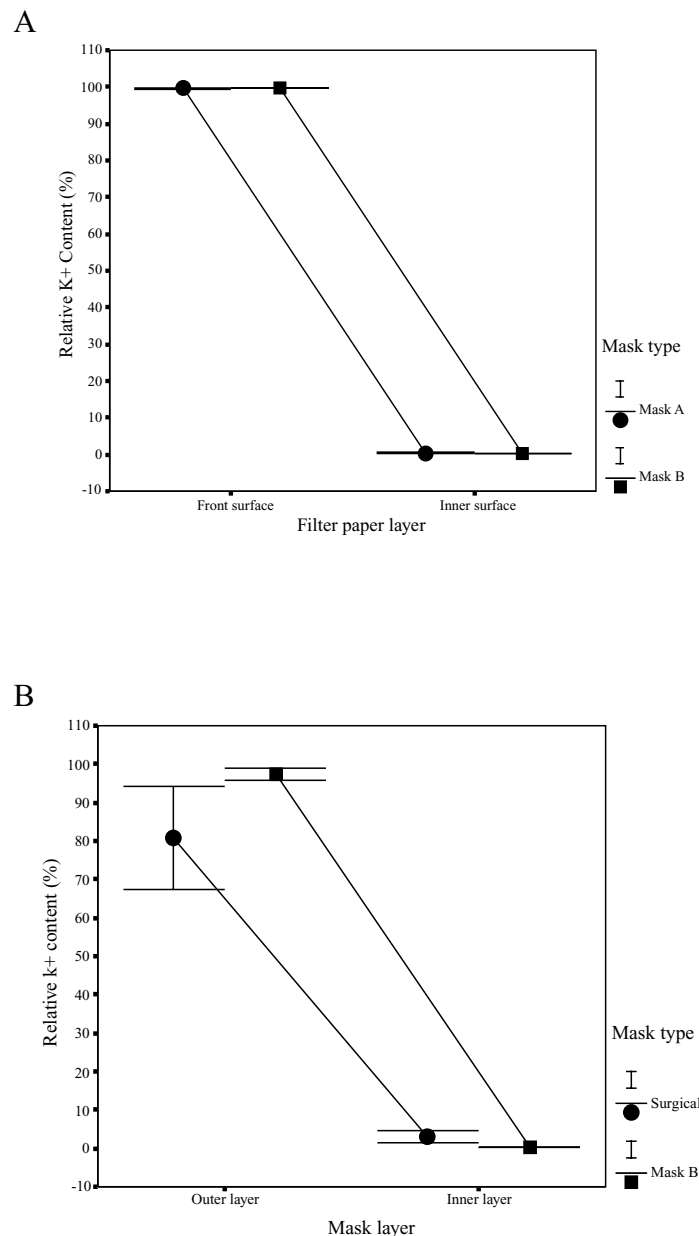 A
110
100
90
80
70
60
50
40
30
20
10
0
-10
Relative K+ Content (%)
Front surface
Inner surface
Filter paper layer
Mask type
Mask A
Mask B
B
110
100
90
80
70
60
50
40
30
20
10
0
-10
Relative k+ content (%)
Outer layer
Inner layer
Mask layer
Mask type
Surgical
Mask B